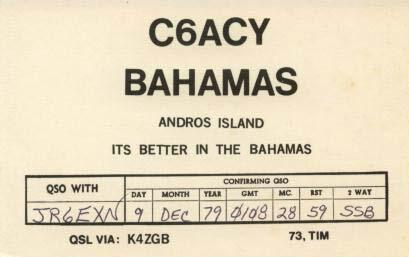 C6ACY
BAHAMAS
ANDROS ISLAND
ITS BETTER IN THE BAHAMAS
QSO WITH CONFIRMING QSO
DAY MONTH YEAR GMT MC. RST 2 WAY
JR6EXN 9 DEC 79 0108 28 59 SSB
QSL VIA: K4ZGB 73, TIM